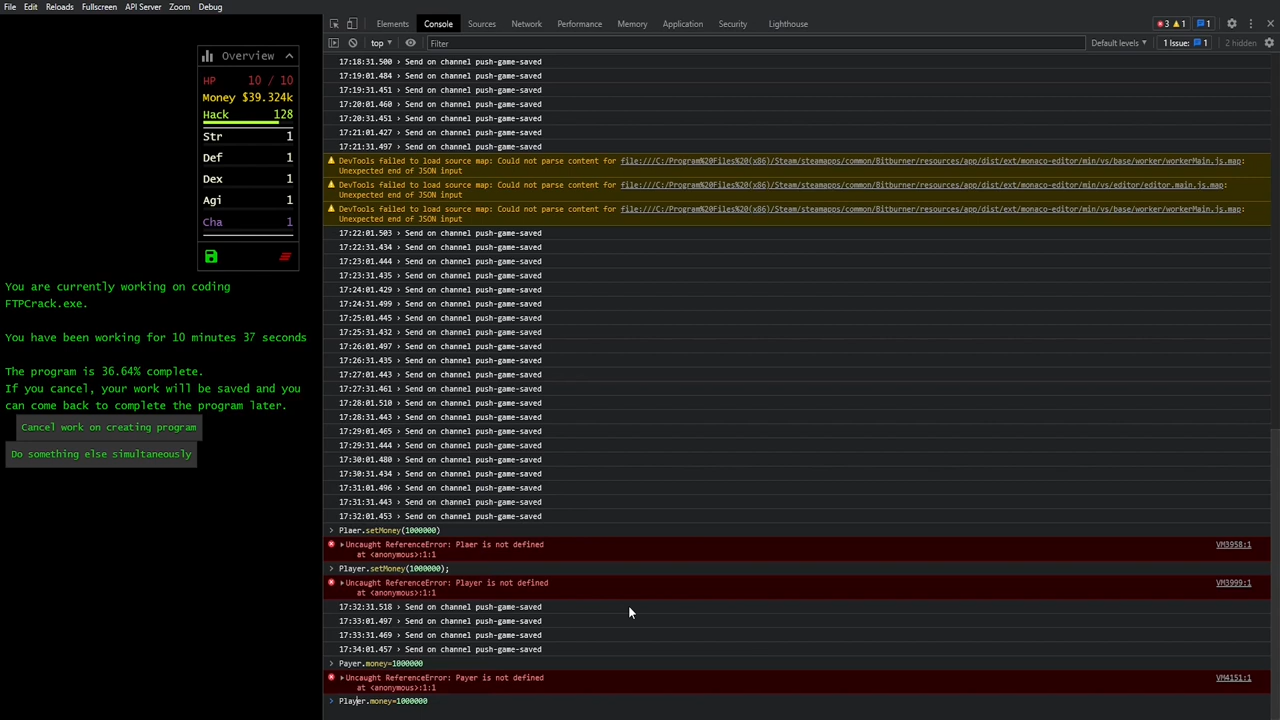 File Edit Reloads Fullscreen API Server Zoom Debug
Overview
HP 10 / 10
Money $39.324k
Hack 128
Str 1
Def 1
Dex 1
Agi 1
Cha 1
You are currently working on coding
FTPCrack.exe.
You have been working for 10 minutes 37 seconds
The program is 36.64% complete.
If you cancel, your work will be saved and you
can come back to complete the program later.
Cancel work on creating program
Do something else simultaneously
Elements Console Sources Network Performance Memory Application Security Lighthouse 3 1 1
top Filter Default levels 1 Issue: 1 2 hidden
17:18:31.500 › Send on channel push-game-saved
17:19:01.484 › Send on channel push-game-saved
17:19:31.451 › Send on channel push-game-saved
17:20:01.460 › Send on channel push-game-saved
17:20:31.451 › Send on channel push-game-saved
17:21:01.427 › Send on channel push-game-saved
17:21:31.497 › Send on channel push-game-saved
DevTools failed to load source map: Could not parse content for file:///C:/Program%20Files%20(x86)/Steam/steamapps/common/Bitburner/resources/app/dist/ext/monaco-editor/min/vs/base/worker/workerMain.js.map:
Unexpected end of JSON input
DevTools failed to load source map: Could not parse content for file:///C:/Program%20Files%20(x86)/Steam/steamapps/common/Bitburner/resources/app/dist/ext/monaco-editor/min/vs/editor/editor.main.js.map:
Unexpected end of JSON input
DevTools failed to load source map: Could not parse content for file:///C:/Program%20Files%20(x86)/Steam/steamapps/common/Bitburner/resources/app/dist/ext/monaco-editor/min/vs/base/worker/workerMain.js.map:
Unexpected end of JSON input
17:22:01.503 › Send on channel push-game-saved
17:22:31.434 › Send on channel push-game-saved
17:23:01.444 › Send on channel push-game-saved
17:23:31.435 › Send on channel push-game-saved
17:24:01.429 › Send on channel push-game-saved
17:24:31.499 › Send on channel push-game-saved
17:25:01.445 › Send on channel push-game-saved
17:25:31.432 › Send on channel push-game-saved
17:26:01.497 › Send on channel push-game-saved
17:26:31.435 › Send on channel push-game-saved
17:27:01.443 › Send on channel push-game-saved
17:27:31.461 › Send on channel push-game-saved
17:28:01.510 › Send on channel push-game-saved
17:28:31.443 › Send on channel push-game-saved
17:29:01.465 › Send on channel push-game-saved
17:29:31.444 › Send on channel push-game-saved
17:30:01.480 › Send on channel push-game-saved
17:30:31.434 › Send on channel push-game-saved
17:31:01.496 › Send on channel push-game-saved
17:31:31.443 › Send on channel push-game-saved
17:32:01.453 › Send on channel push-game-saved
Plaer.setMoney(1000000)
Uncaught ReferenceError: Plaer is not defined VM3958:1
at <anonymous>:1:1
Player.setMoney(1000000);
Uncaught ReferenceError: Player is not defined VM3999:1
at <anonymous>:1:1
17:32:31.518 › Send on channel push-game-saved
17:33:01.497 › Send on channel push-game-saved
17:33:31.469 › Send on channel push-game-saved
17:34:01.457 › Send on channel push-game-saved
Payer.money=1000000
Uncaught ReferenceError: Payer is not defined VM4151:1
at <anonymous>:1:1
Player.money=1000000